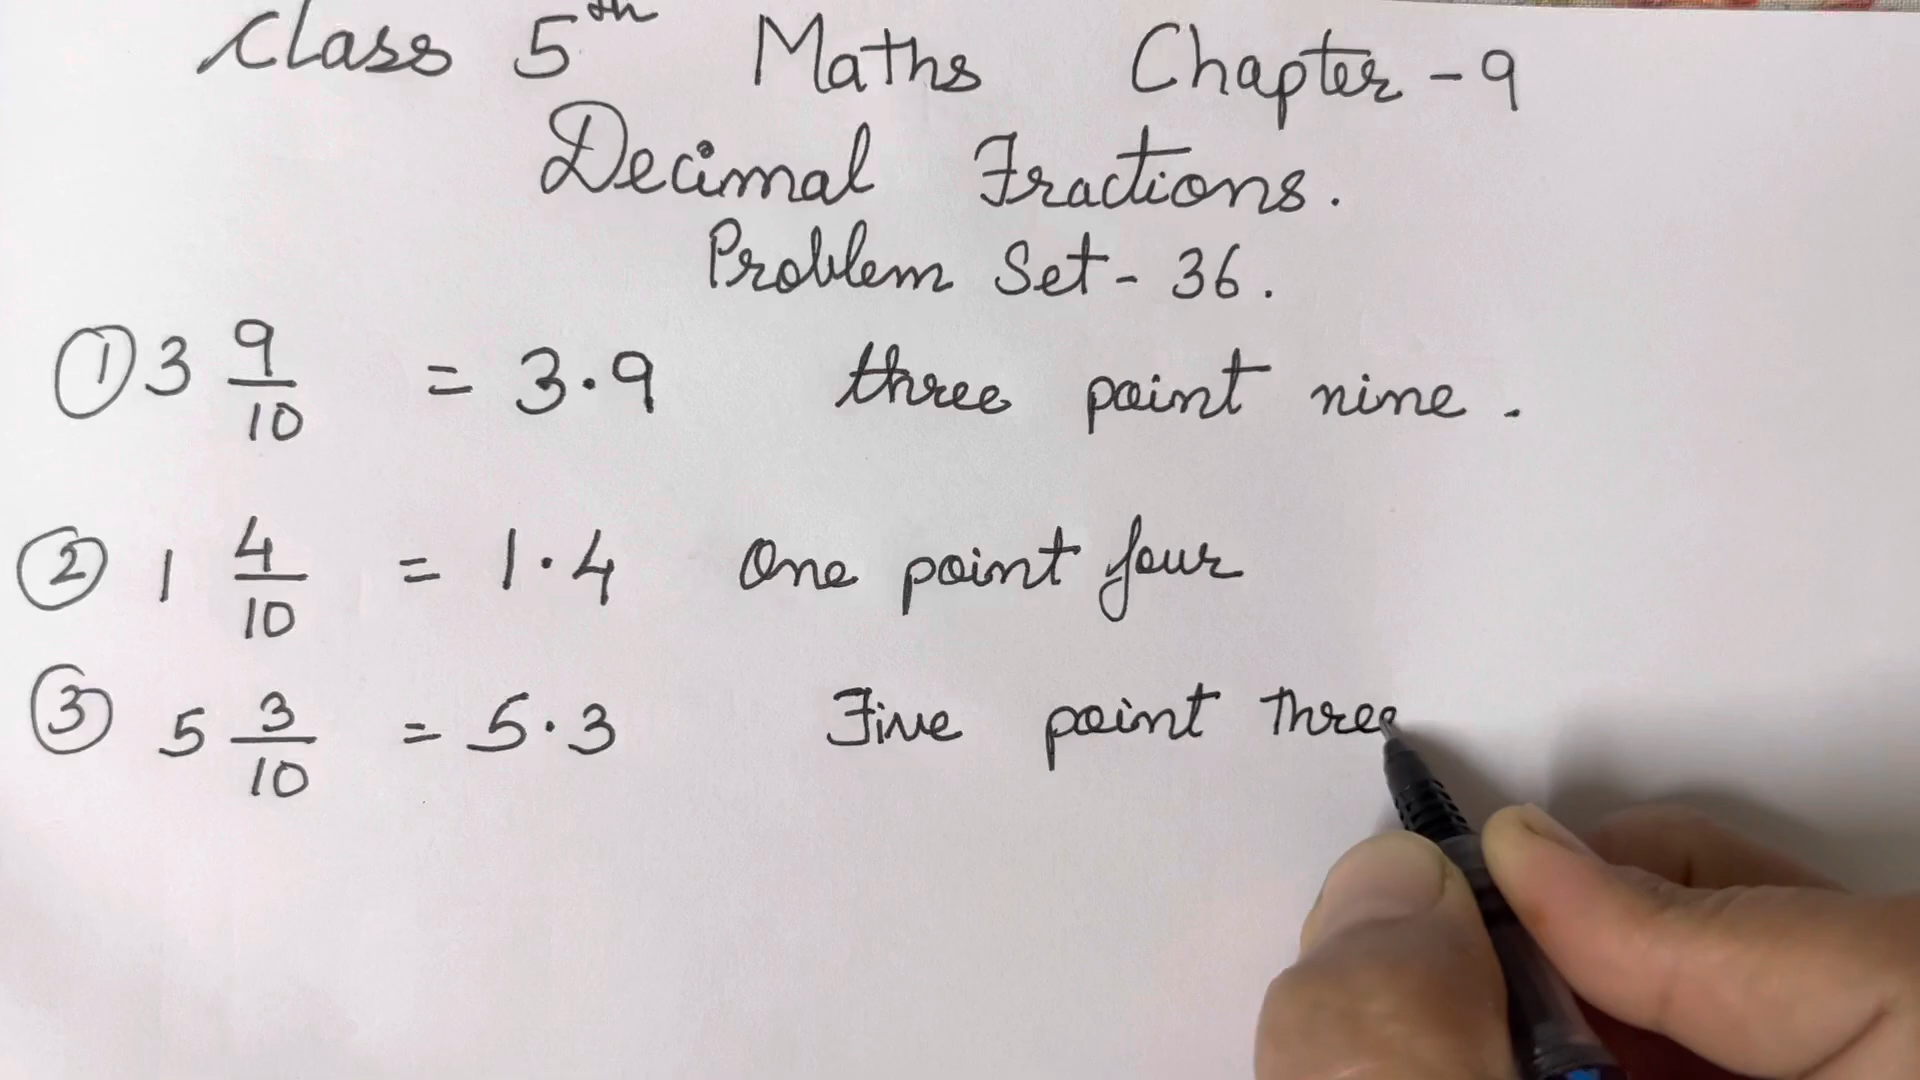 Class 5th Maths Chapter - 9
Decimal Fractions.
Problem Set - 36.
① 3 9/10 = 3.9 three point nine.
② 1 4/10 = 1.4 One point four
③ 5 3/10 = 5.3 Five point Three